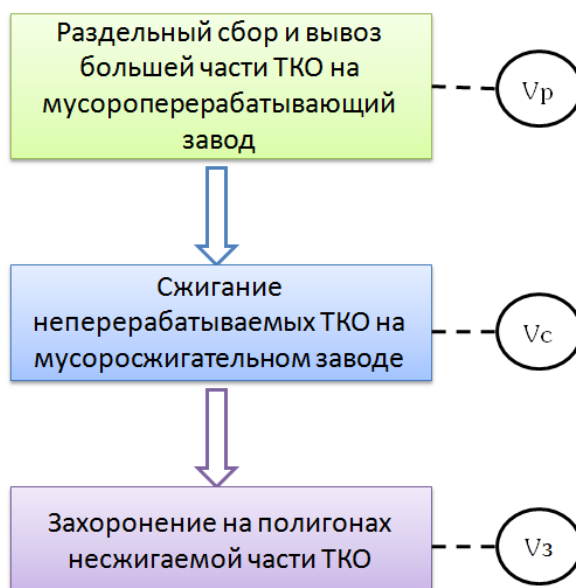 Раздельный сбор и вывоз
большей части ТКО на
мусороперерабатывающий
завод
Vр
Сжигание
неперерабатываемых ТКО на
мусоросжигательном заводе
Vс
Захоронение на полигонах
несжигаемой части ТКО
Vз